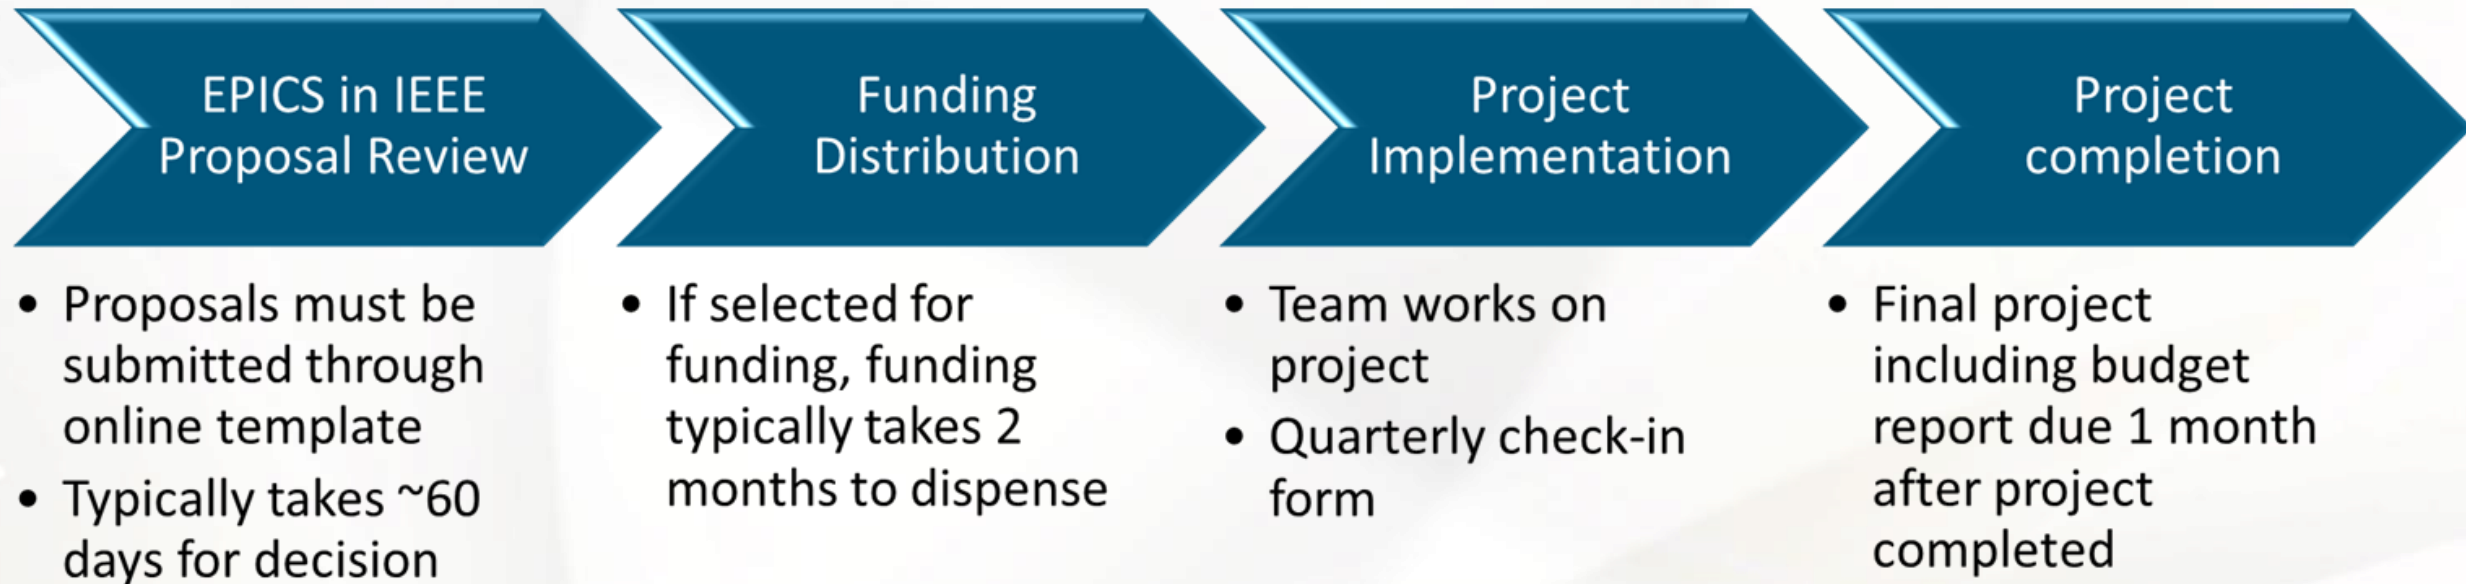 EPICS in IEEE
Proposal Review
• Proposals must be
submitted through
online template
• Typically takes ~60
days for decision
Funding
Distribution
• If selected for
funding, funding
typically takes 2
months to dispense
Project
Implementation
• Team works on
project
• Quarterly check-in
form
Project
completion
• Final project
including budget
report due 1 month
after project
completed